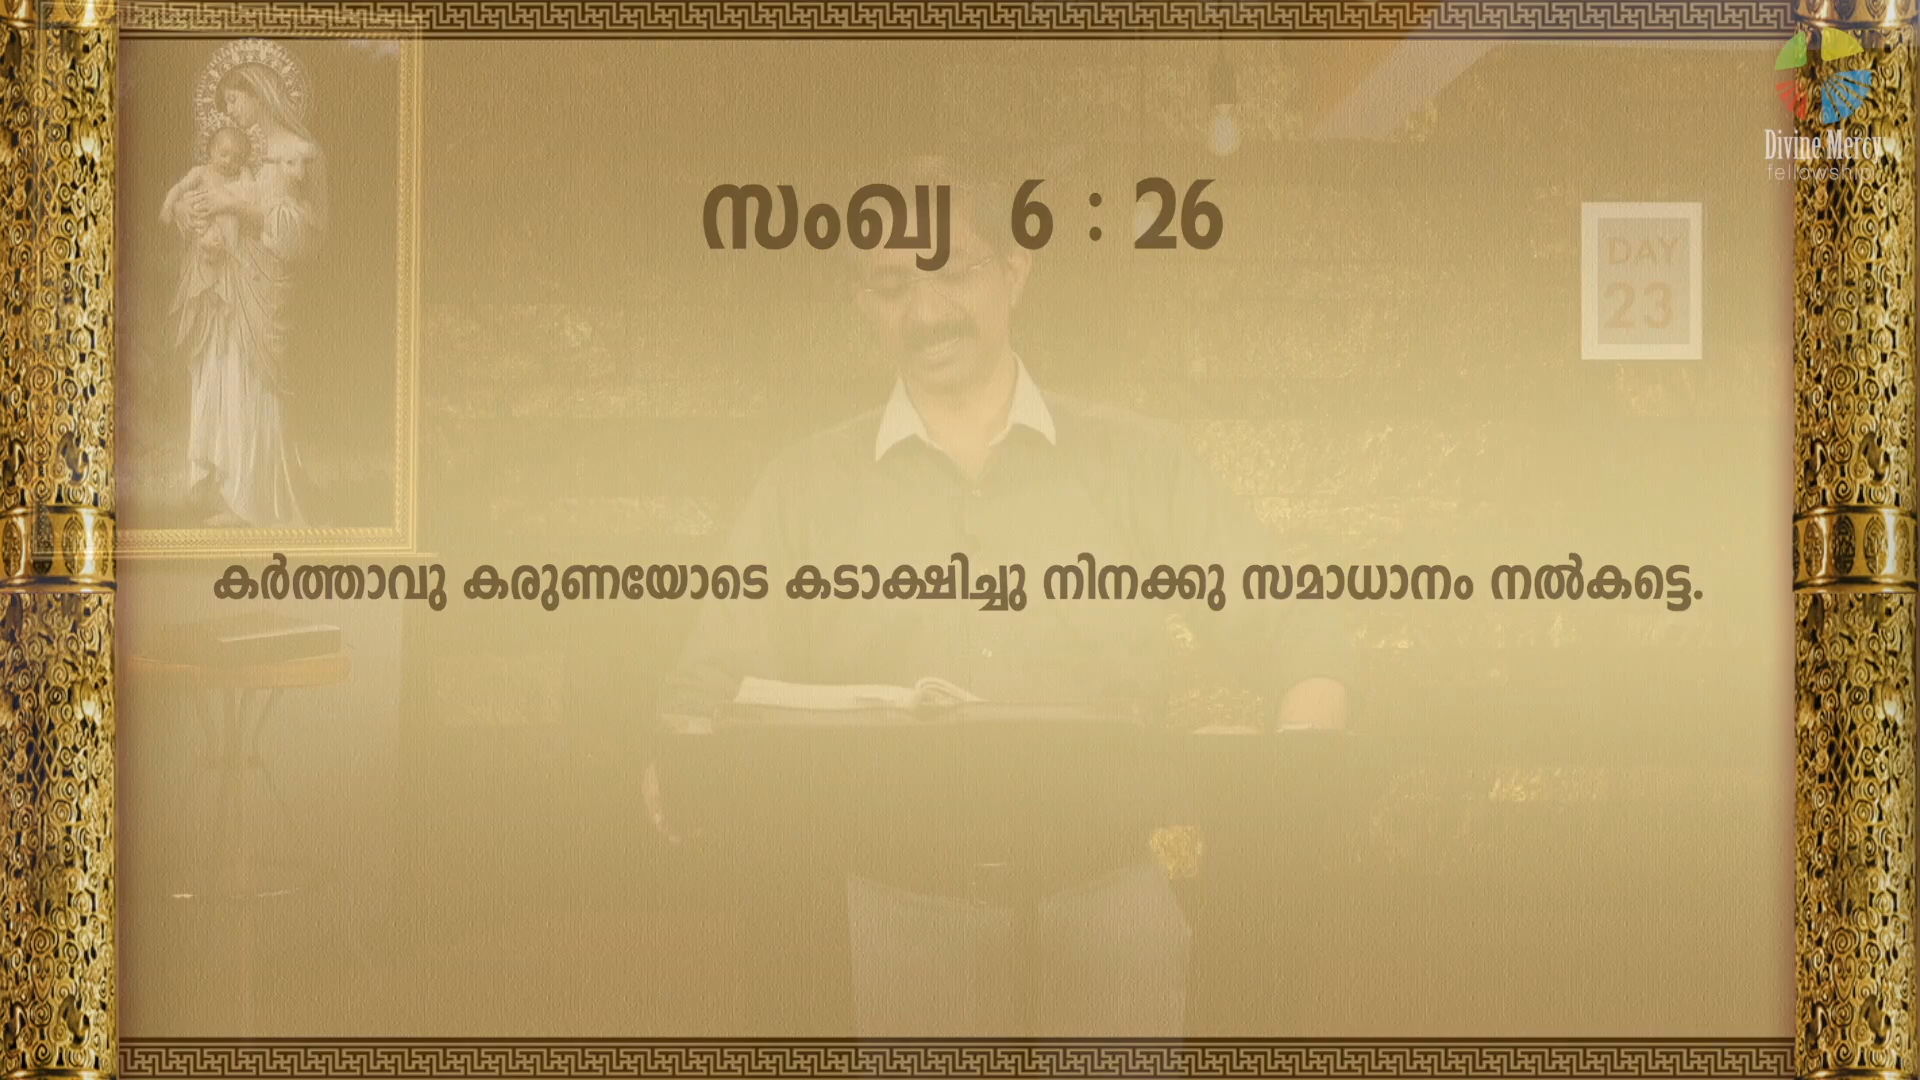 Divine Mercy
fellowship
സംഖ്യ 6 : 26
DAY
23
കർത്താവു കരുണയോടെ കടാക്ഷിച്ചു നിനക്കു സമാധാനം നൽകട്ടെ.